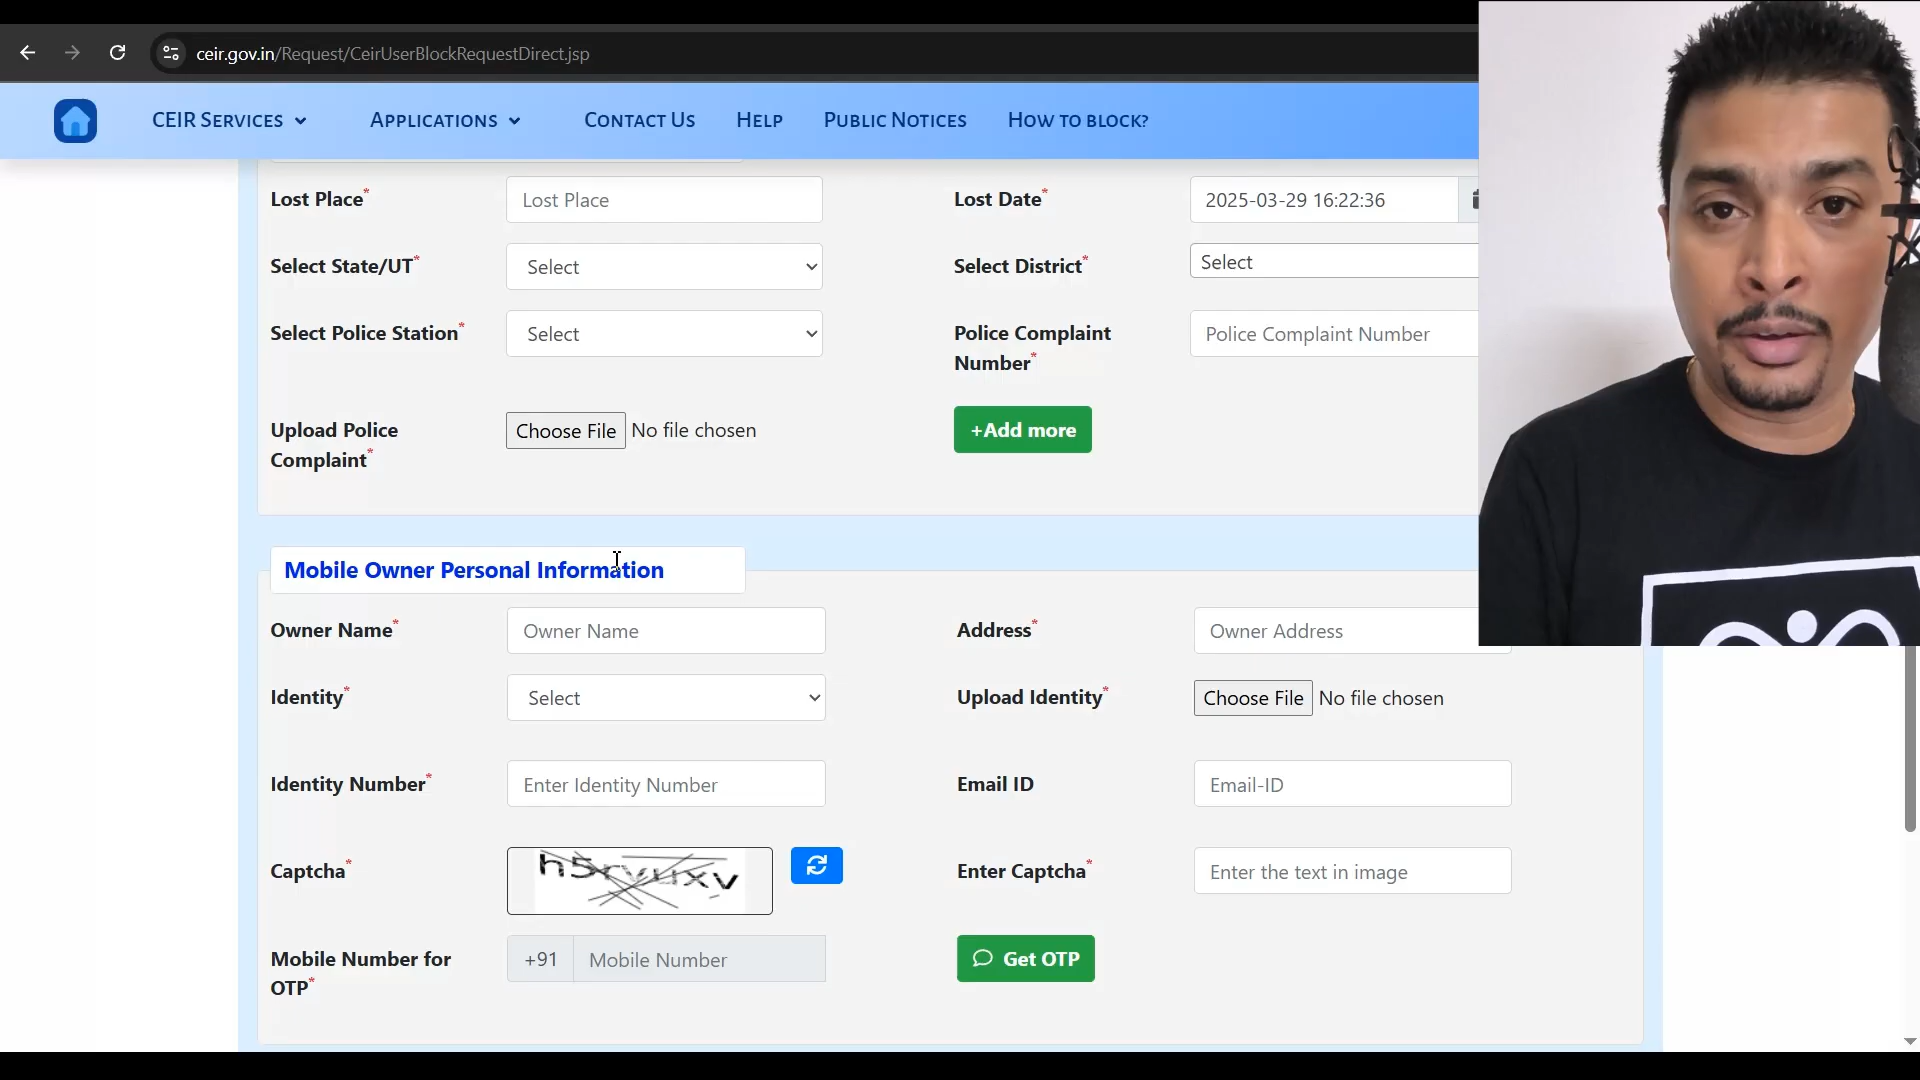 ceir.gov.in/Request/CeirUserBlockRequestDirect.jsp
CEIR Services Applications Contact Us Help Public Notices How to block?
Lost Place* Lost Place Lost Date* 2025-03-29 16:22:36
Select State/UT* Select Select District* Select
Select Police Station* Select Police Complaint Number* Police Complaint Number
Upload Police Complaint* Choose File No file chosen +Add more
Mobile Owner Personal Information
Owner Name* Owner Name Address* Owner Address
Identity* Select Upload Identity* Choose File No file chosen
Identity Number* Enter Identity Number Email ID Email-ID
Captcha* h5rvuxv Enter Captcha* Enter the text in image
Mobile Number for OTP* +91 Mobile Number Get OTP